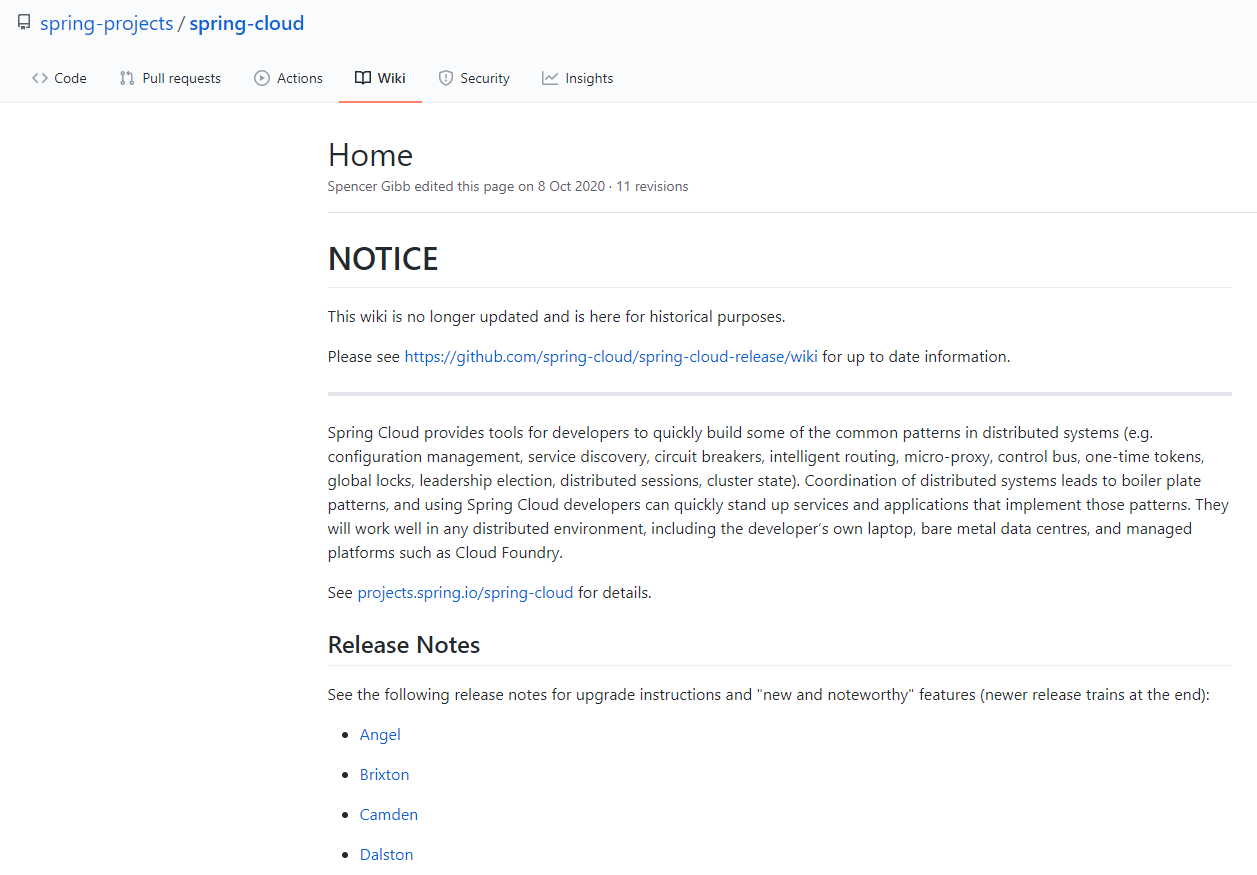 spring-projects / spring-cloud
Code Pull requests Actions Wiki Security Insights
Home
Spencer Gibb edited this page on 8 Oct 2020 · 11 revisions
NOTICE
This wiki is no longer updated and is here for historical purposes.
Please see https://github.com/spring-cloud/spring-cloud-release/wiki for up to date information.
Spring Cloud provides tools for developers to quickly build some of the common patterns in distributed systems (e.g.
configuration management, service discovery, circuit breakers, intelligent routing, micro-proxy, control bus, one-time tokens,
global locks, leadership election, distributed sessions, cluster state). Coordination of distributed systems leads to boiler plate
patterns, and using Spring Cloud developers can quickly stand up services and applications that implement those patterns. They
will work well in any distributed environment, including the developer's own laptop, bare metal data centres, and managed
platforms such as Cloud Foundry.
See projects.spring.io/spring-cloud for details.
Release Notes
See the following release notes for upgrade instructions and "new and noteworthy" features (newer release trains at the end):
• Angel
• Brixton
• Camden
• Dalston